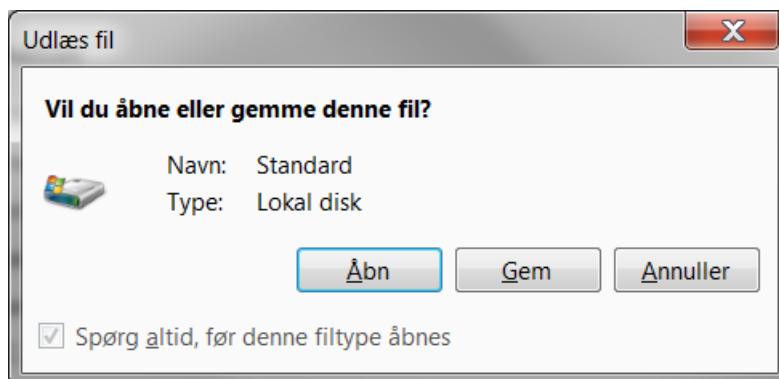 Udlæs fil
Vil du åbne eller gemme denne fil?
Navn: Standard
Type: Lokal disk
Åbn Gem Annuller
Spørg altid, før denne filtype åbnes